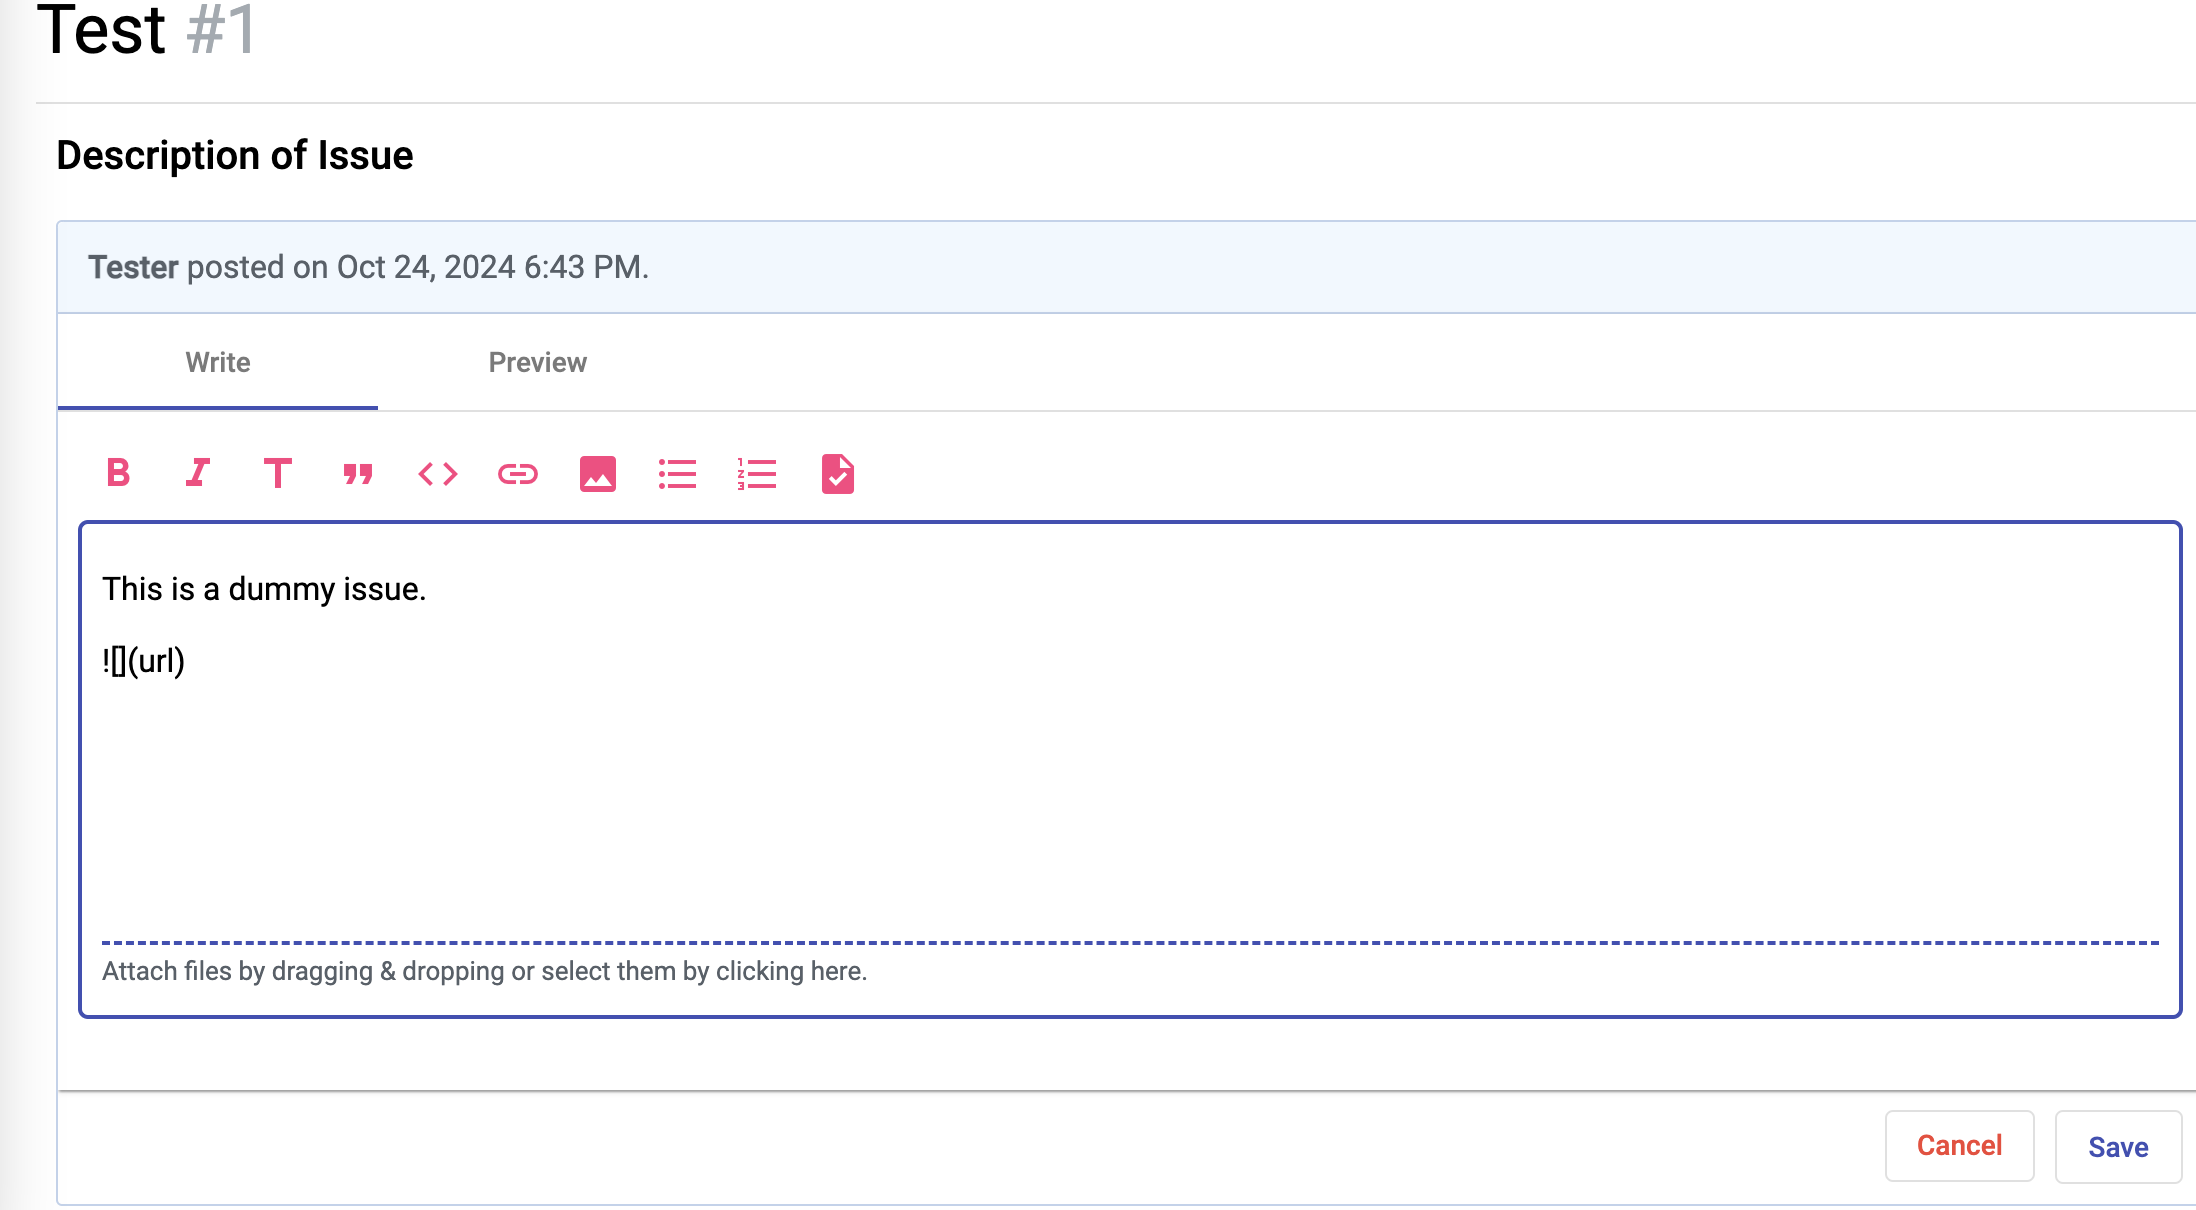 Test #1
Description of Issue
Tester posted on Oct 24, 2024 6:43 PM.
Write Preview
This is a dummy issue.
![](url)
Attach files by dragging & dropping or select them by clicking here.
Cancel Save